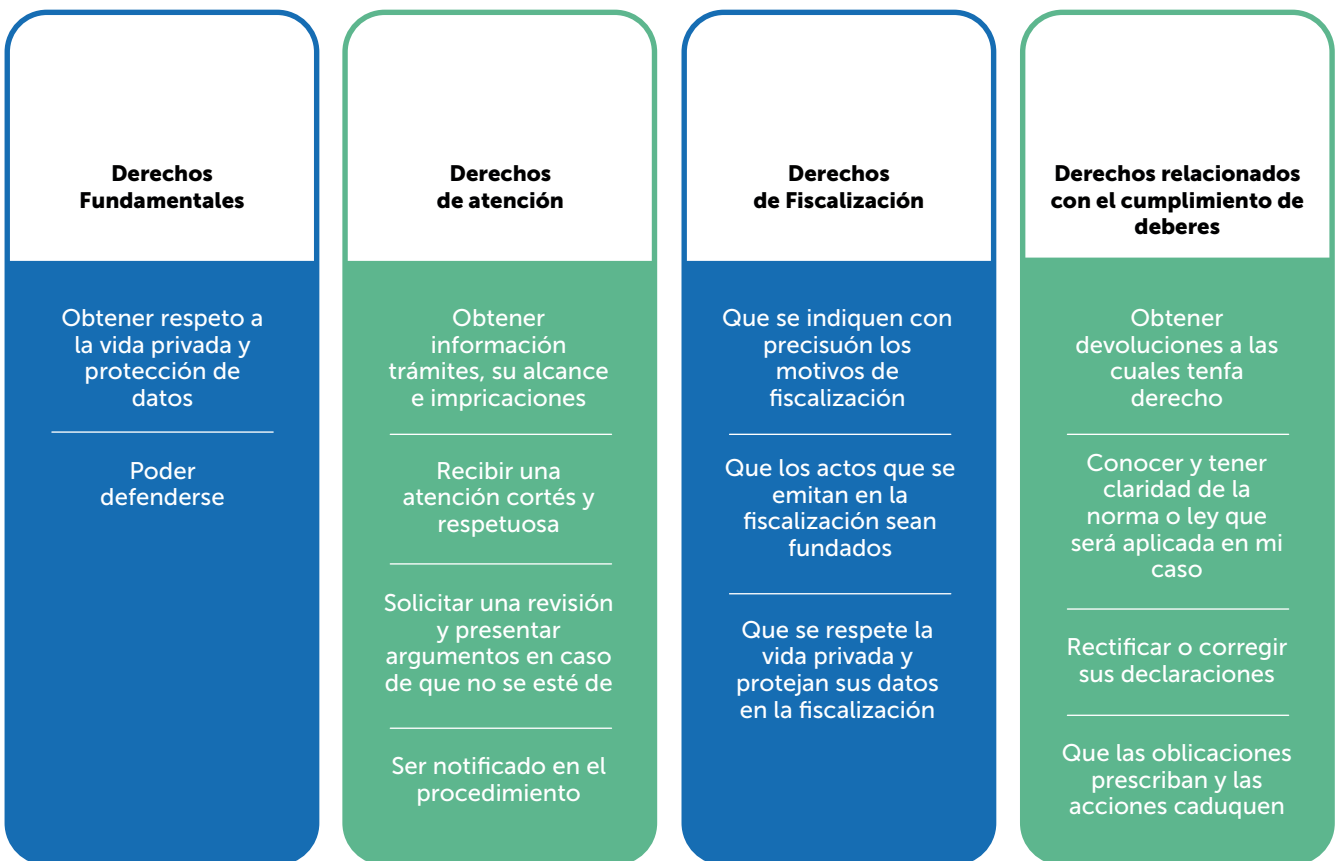 Derechos
Fundamentales
Obtener respeto a
la vida privada y
protección de
datos
Poder
defenderse
Derechos
de atención
Obtener
información
trámites, su alcance
e impricaciones
Recibir una
atención cortés y
respetuosa
Solicitar una revisión
y presentar
argumentos en caso
de que no se esté de
Ser notificado en el
procedimiento
Derechos
de Fiscalización
Que se indiquen con
precisuón los
motivos de
fiscalización
Que los actos que se
emitan en la
fiscalización sean
fundados
Que se respete la
vida privada y
protejan sus datos
en la fiscalización
Derechos relacionados
con el cumplimiento de
deberes
Obtener
devoluciones a las
cuales tenfa
derecho
Conocer y tener
claridad de la
norma o ley que
será aplicada en mi
caso
Rectificar o corregir
sus declaraciones
Que las oblicaciones
prescriban y las
acciones caduquen